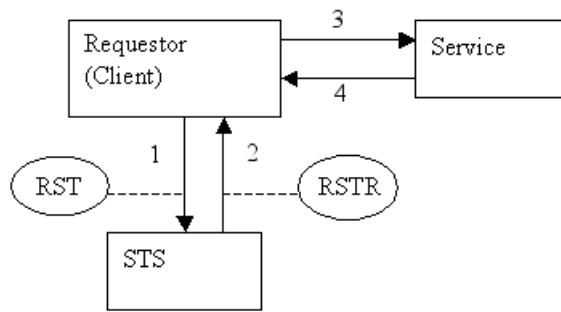 3
Requestor
(Client)
Service
4
1
2
RST
RSTR
STS